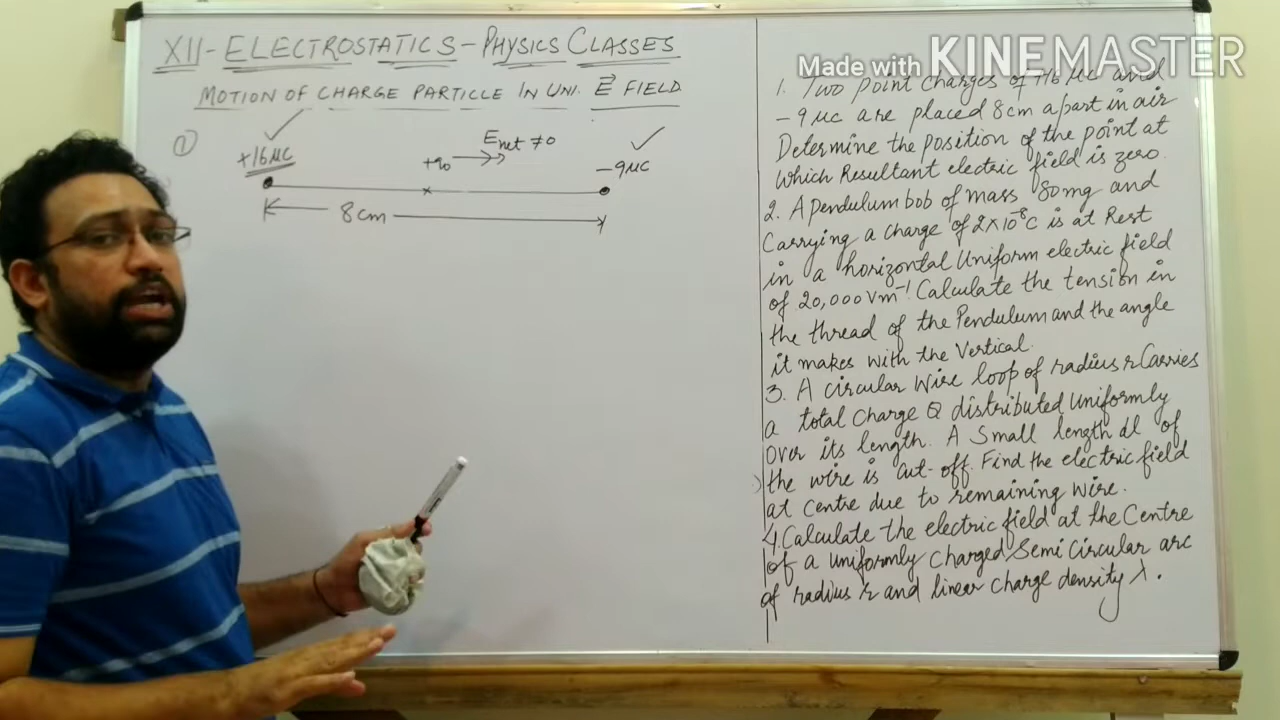 XII - ELECTROSTATICS - PHYSICS CLASSES
MOTION OF CHARGE PARTICLE IN UNI. E⃗ FIELD
①
+16μC
+q₀
E_net ≠ 0
-9μC
8cm
Made with KINEMASTER
1. Two point charges of +16 μc and
-9 μc are placed 8cm apart in air
Determine the position of the point at
which Resultant electric field is zero.
2. A pendulum bob of mass 80mg and
Carrying a charge of 2×10⁻⁸C is at Rest
in a horizontal Uniform electric field
of 20,000 Vm⁻¹. Calculate the tension in
the thread of the Pendulum and the angle
it makes with the Vertical.
3. A circular Wire loop of radius r Carries
a total Charge Q distributed Uniformly
Over its length. A Small length dl of
the wire is cut-off. Find the electric field
at centre due to remaining wire.
4. Calculate the electric field at the Centre
of a uniformly Charged Semi Circular arc
of radius r and linear charge density λ.